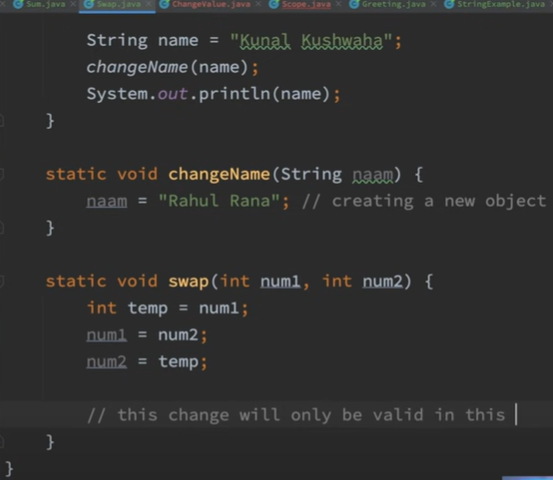 Sum.java Swap.java ChangeValue.java Scope.java Greeting.java StringExample.java
String name = "Kunal Kushwaha";
changeName(name);
System.out.println(name);
}
static void changeName(String naam) {
naam = "Rahul Rana"; // creating a new object
}
static void swap(int num1, int num2) {
int temp = num1;
num1 = num2;
num2 = temp;
// this change will only be valid in this
}
}